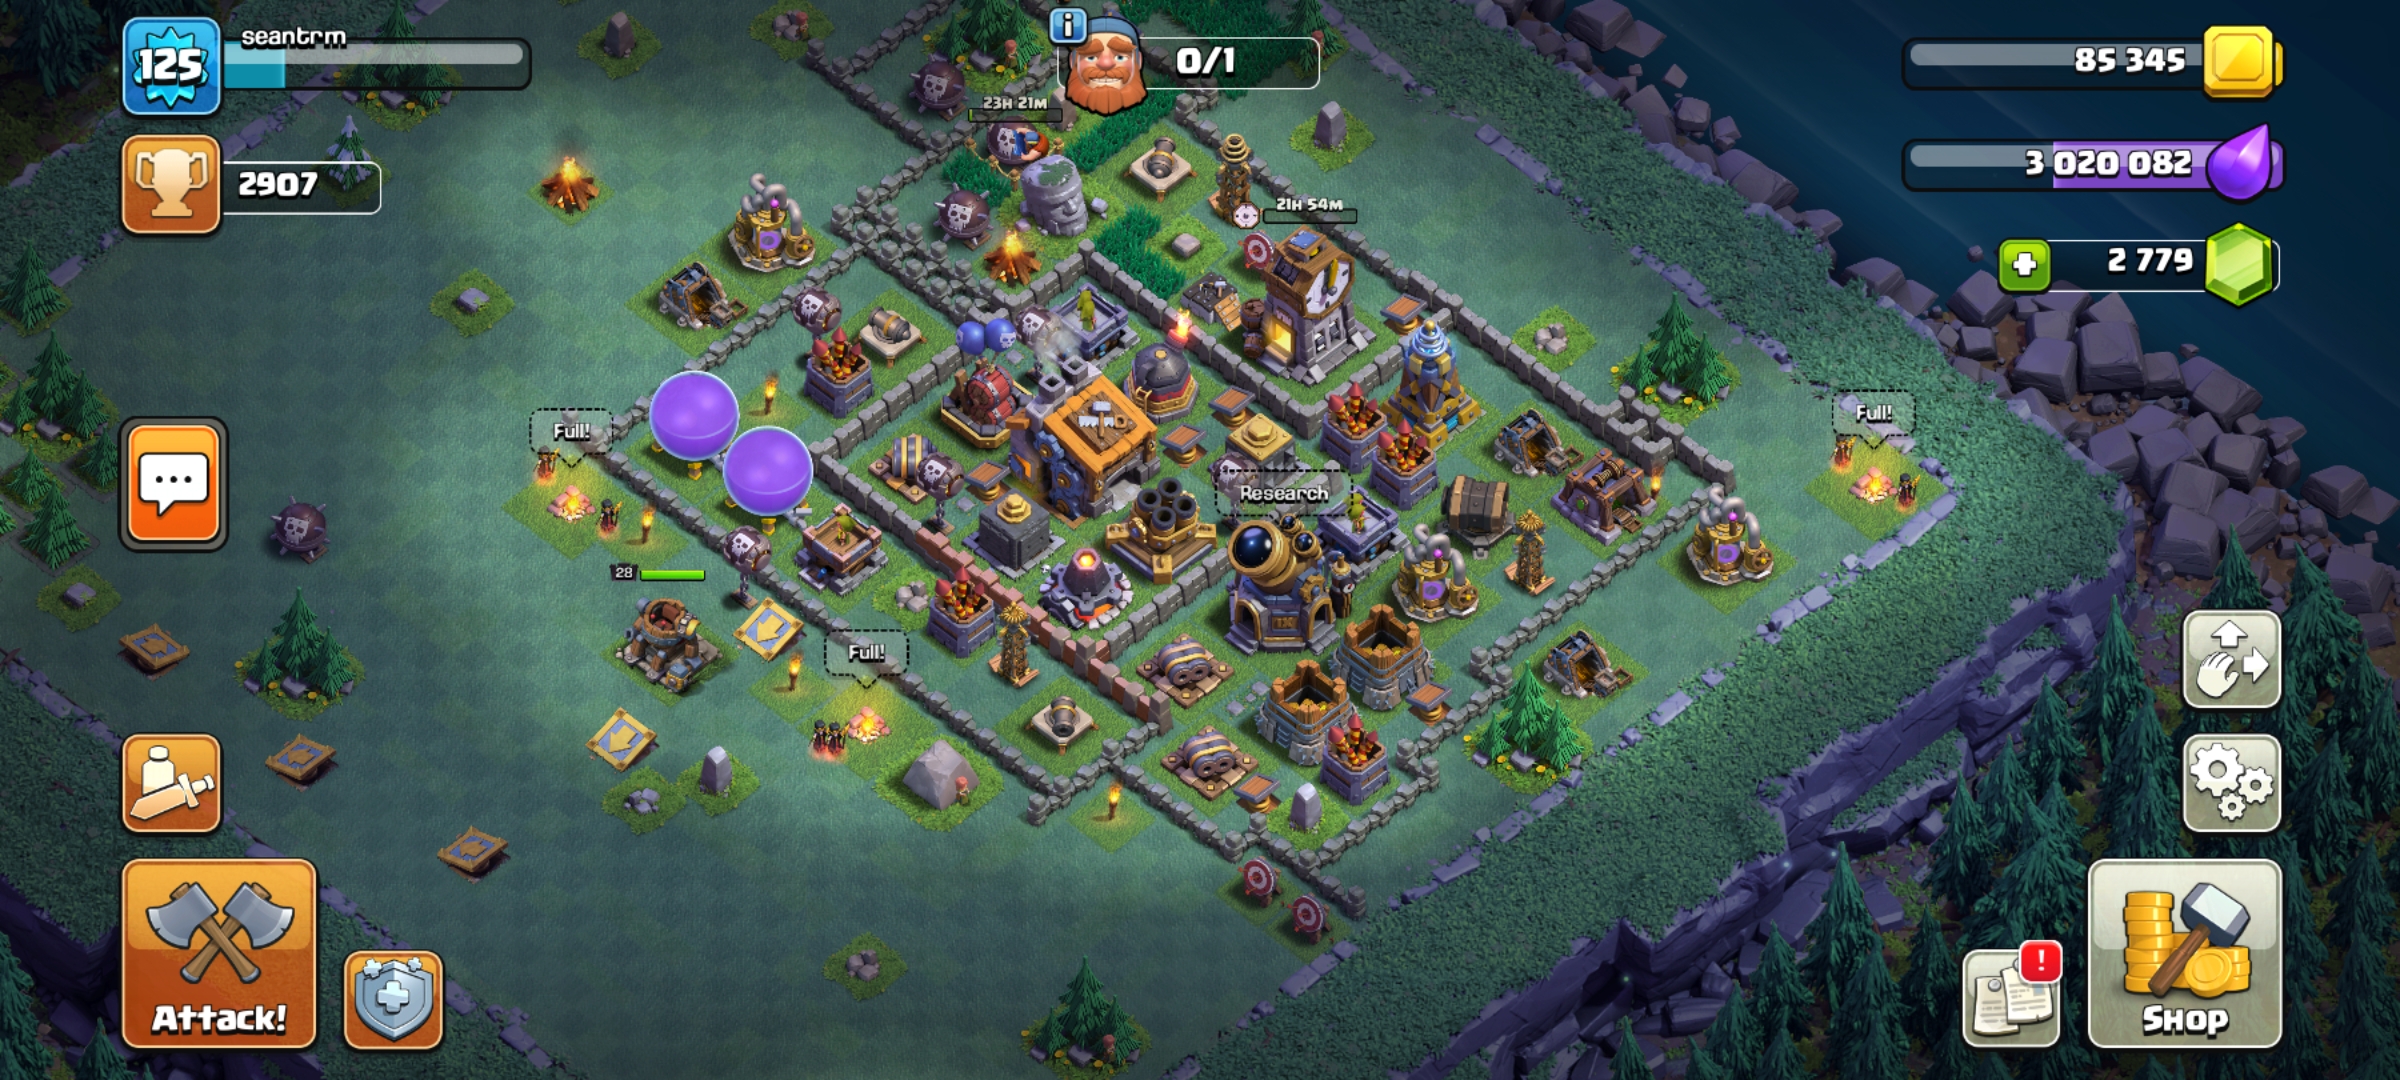 125
seantrm
0/1
85 345
23H 21M
3 020 082
2907
21H 54M
2 779
Full!
Full!
Research
28
Full!
Attack!
!
Shop